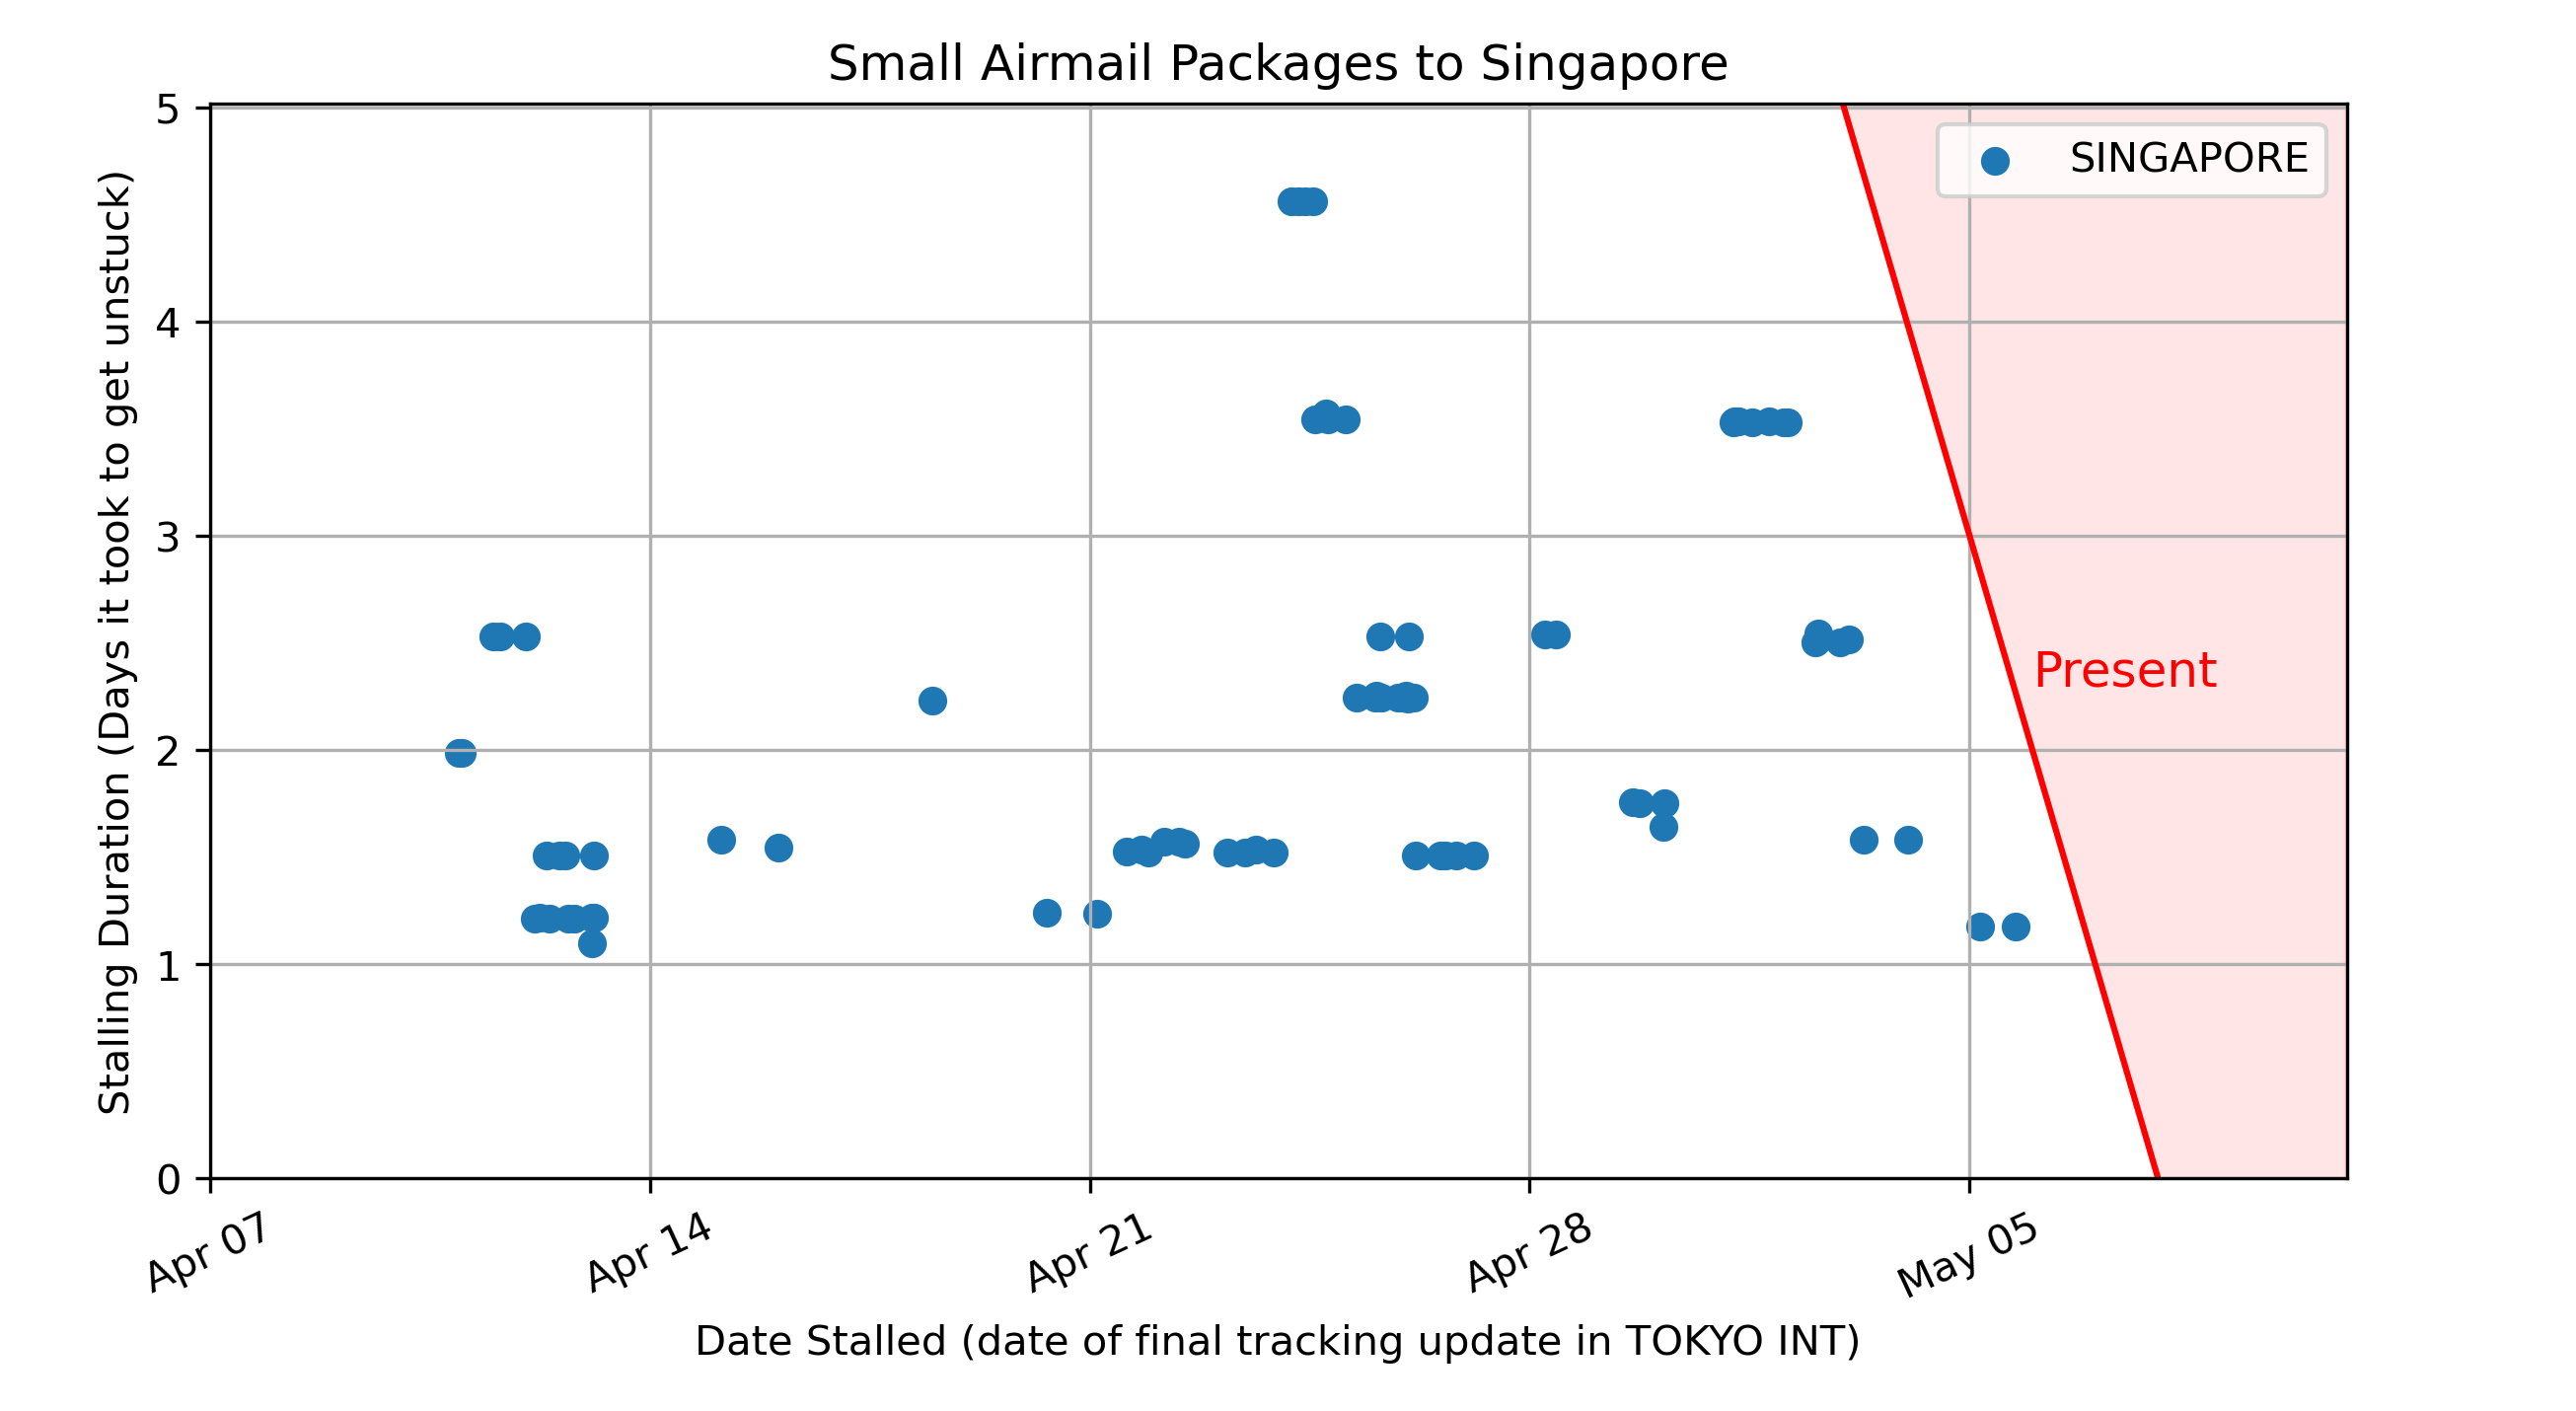 Small Airmail Packages to Singapore
Stalling Duration (Days it took to get unstuck)
5
4
3
2
1
0
SINGAPORE
Present
Apr 07
Apr 14
Apr 21
Apr 28
May 05
Date Stalled (date of final tracking update in TOKYO INT)